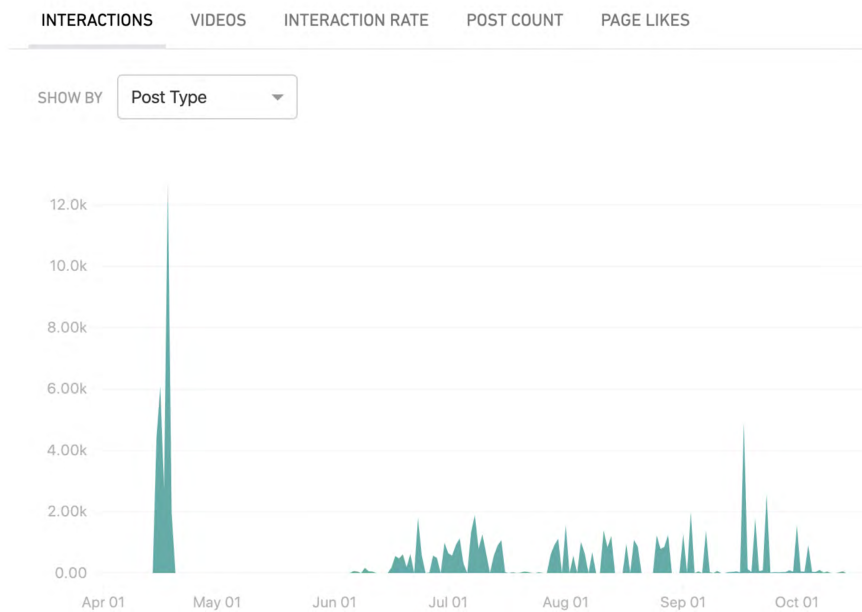 INTERACTIONS VIDEOS INTERACTION RATE POST COUNT PAGE LIKES
SHOW BY Post Type
12.0k
10.0k
8.00k
6.00k
4.00k
2.00k
0.00
Apr 01 May 01 Jun 01 Jul 01 Aug 01 Sep 01 Oct 01